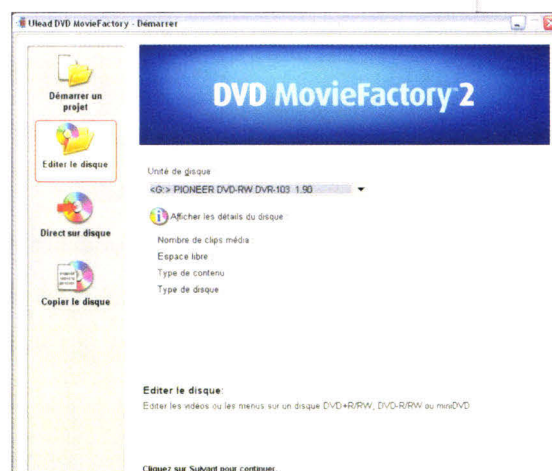 Ulead DVD MovieFactory - Démarrer
Démarrer un
projet
Editer le disque
Direct sur disque
Copier le disque
DVD MovieFactory 2
Unité de disque
<G:> PIONEER DVD-RW DVR-103 1.90
Afficher les détails du disque
Nombre de clips média
Espace libre
Type de contenu
Type de disque
Editer le disque:
Editer les vidéos ou les menus sur un disque DVD+R/RW, DVD-R/RW ou miniDVD
Cliquez sur Suivant pour continuer.